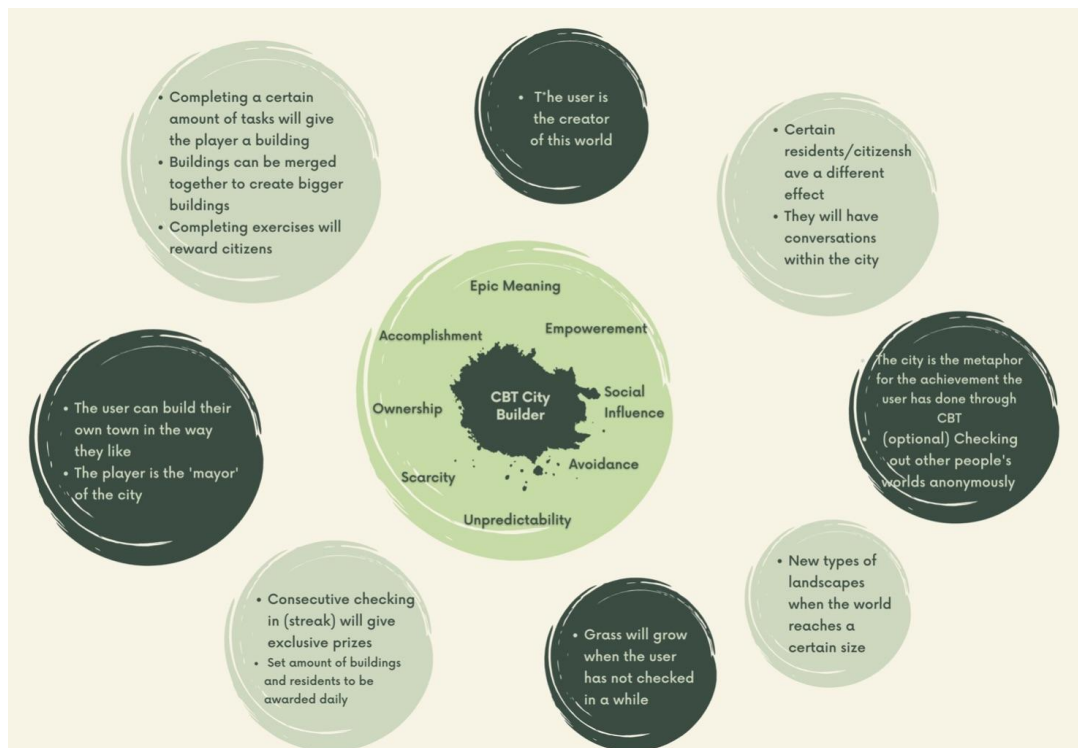 • T*he user is
the creator
of this world
• Completing a certain
amount of tasks will give
the player a building
• Buildings can be merged
together to create bigger
buildings
• Completing exercises will
reward citizens
• Certain
residents/citizensh
ave a different
effect
• They will have
conversations
within the city
Epic Meaning
Accomplishment
Empowerement
CBT City
Builder
Ownership
Social
Influence
Scarcity
Avoidance
Unpredictability
• The user can build their
own town in the way
they like
• The player is the 'mayor'
of the city
• The city is the metaphor
for the achievement the
user has done through
CBT
• (optional) Checking
out other people's
worlds anonymously
• Consecutive checking
in (streak) will give
exclusive prizes
• Set amount of buildings
and residents to be
awarded daily
• Grass will grow
when the user
has not checked
in a while
• New types of
landscapes
when the world
reaches a
certain size